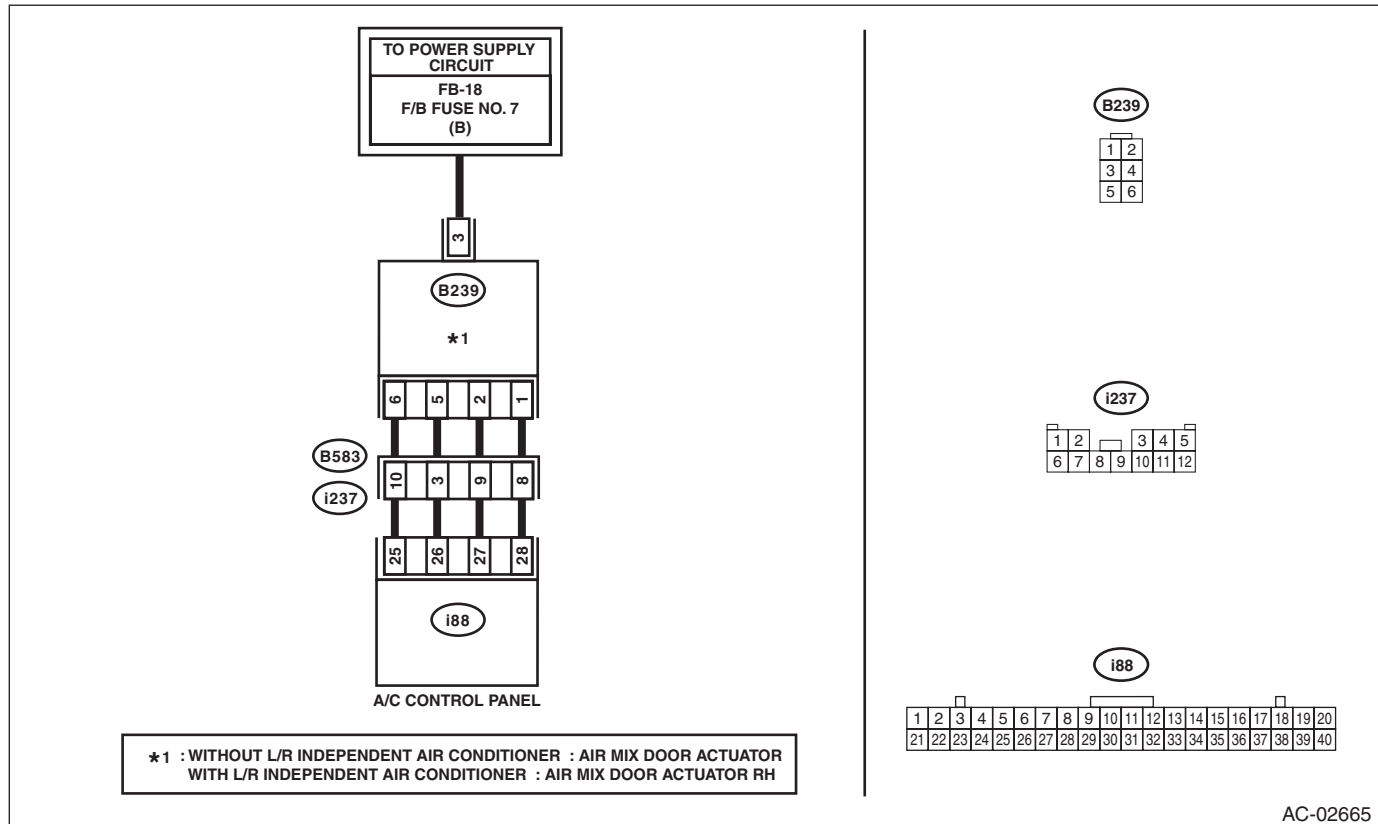 TO POWER SUPPLY
CIRCUIT
FB-18
F/B FUSE NO. 7
(B)
3
B239
*1
6 5 2 1
B583
i237
10 3 9 8
25 26 27 28
i88
A/C CONTROL PANEL
*1 : WITHOUT L/R INDEPENDENT AIR CONDITIONER : AIR MIX DOOR ACTUATOR
WITH L/R INDEPENDENT AIR CONDITIONER : AIR MIX DOOR ACTUATOR RH
B239
1 2
3 4
5 6
i237
1 2 3 4 5
6 7 8 9 10 11 12
i88
1 2 3 4 5 6 7 8 9 10 11 12 13 14 15 16 17 18 19 20
21 22 23 24 25 26 27 28 29 30 31 32 33 34 35 36 37 38 39 40
AC-02665